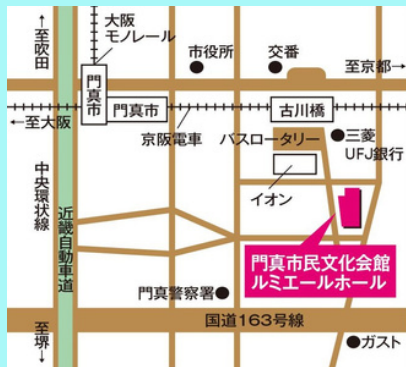 大阪
モノレール
至吹田
市役所
交番
至京都
門真市
門真市
古川橋
至大阪
京阪電車
バスロータリー
三菱
UFJ銀行
中央環状線
イオン
近畿自動車道
門真市民文化会館
ルミエールホール
門真警察署
国道163号線
至堺
ガスト